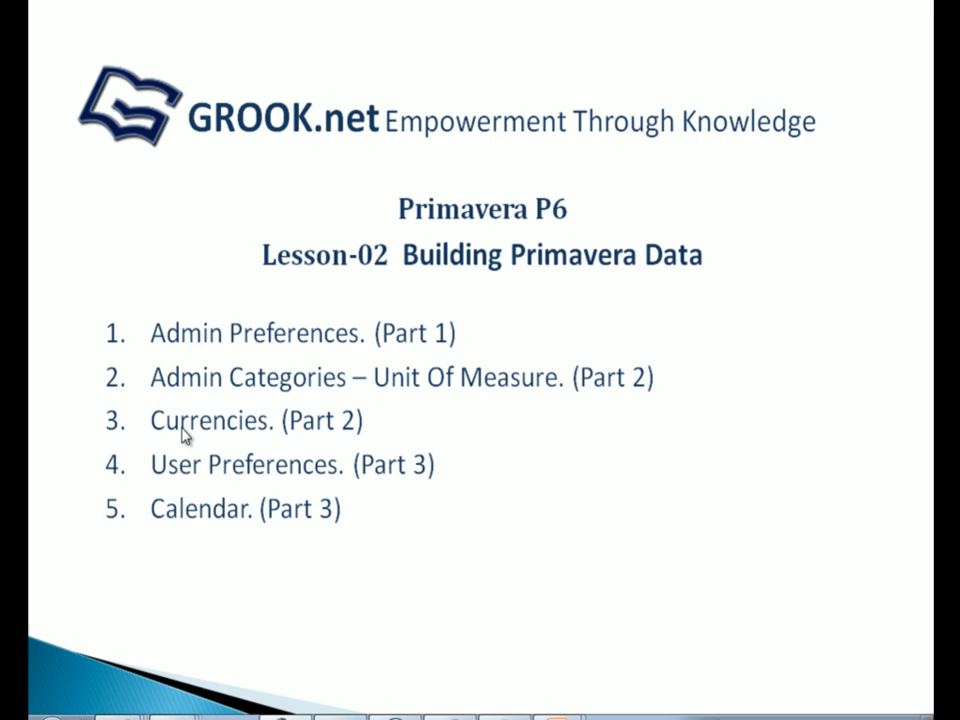 GROOK.net Empowerment Through Knowledge
Primavera P6
Lesson-02 Building Primavera Data
1. Admin Preferences. (Part 1)
2. Admin Categories – Unit Of Measure. (Part 2)
3. Currencies. (Part 2)
4. User Preferences. (Part 3)
5. Calendar. (Part 3)